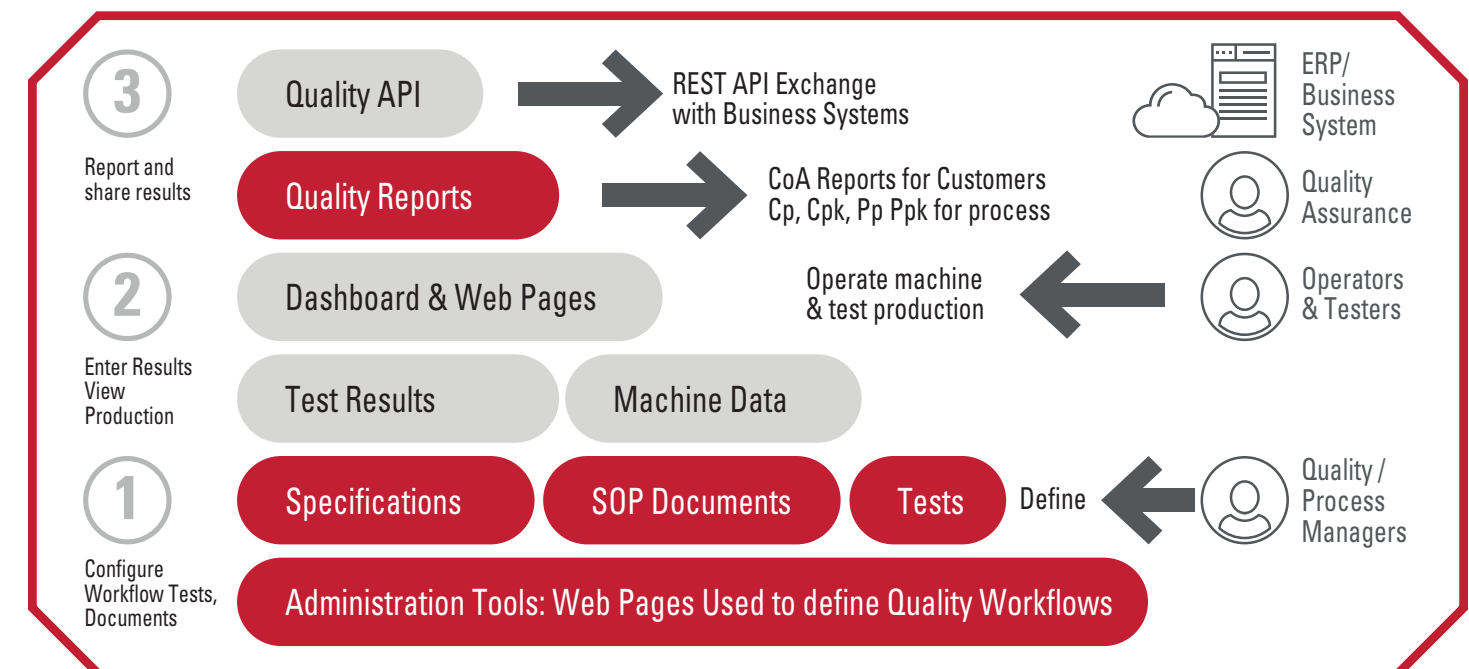 3
Report and
share results
Quality API
REST API Exchange
with Business Systems
ERP/
Business
System
Quality Reports
CoA Reports for Customers
Cp, Cpk, Pp Ppk for process
Quality
Assurance
2
Enter Results
View
Production
Dashboard & Web Pages
Operate machine
& test production
Operators
& Testers
Test Results
Machine Data
1
Configure
Workflow Tests,
Documents
Specifications
SOP Documents
Tests
Define
Quality /
Process
Managers
Administration Tools: Web Pages Used to define Quality Workflows